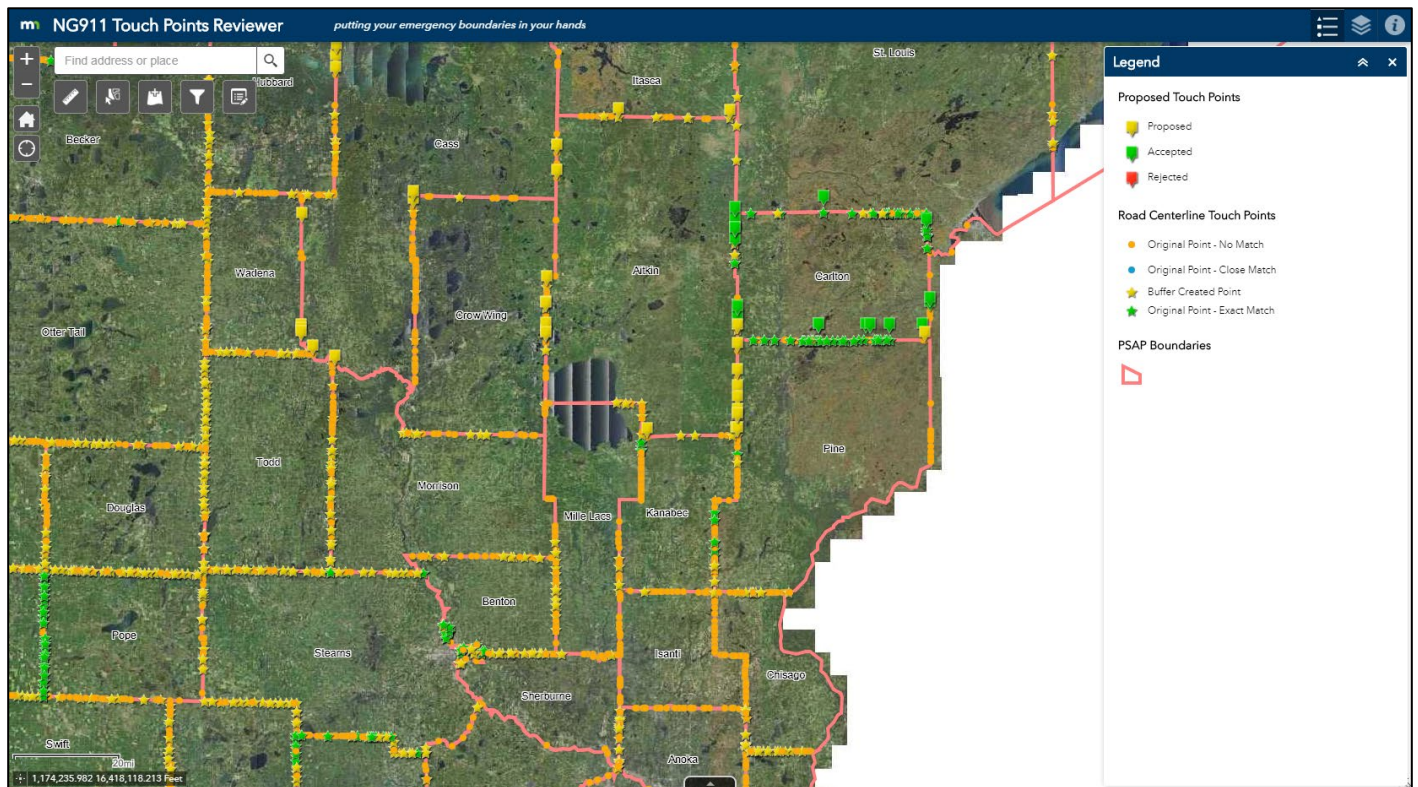 mn NG911 Touch Points Reviewer putting your emergency boundaries in your hands
Find address or place
Hubbard
Itasca
St. Louis
Becker
Cass
Wadena
Aitkin
Carlton
Crow Wing
Otter Tail
Todd
Pine
Morrison
Douglas
Mille Lacs
Kanabec
Benton
Pope
Stearns
Isanti
Chisago
Sherburne
Swift
Anoka
20mi
1,174,235.982 16,418,118.213 Feet
Legend
Proposed Touch Points
Proposed
Accepted
Rejected
Road Centerline Touch Points
Original Point - No Match
Original Point - Close Match
Buffer Created Point
Original Point - Exact Match
PSAP Boundaries